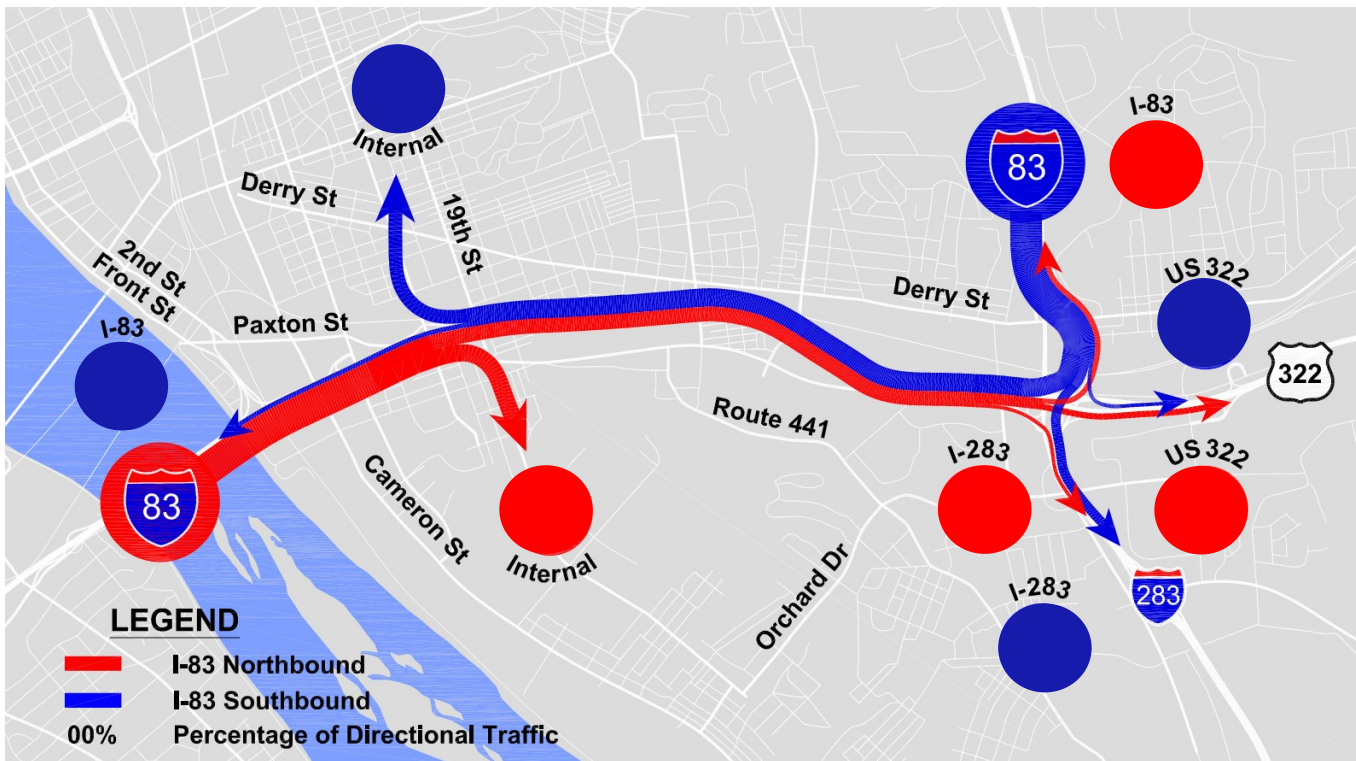 I-83
83
Internal
Derry St
19th St
US 322
2nd St
Front St
Derry St
Paxton St
I-83
322
Route 441
I-283
US 322
83
Cameron St
Internal
Orchard Dr
I-283
283
LEGEND
I-83 Northbound
I-83 Southbound
00% Percentage of Directional Traffic